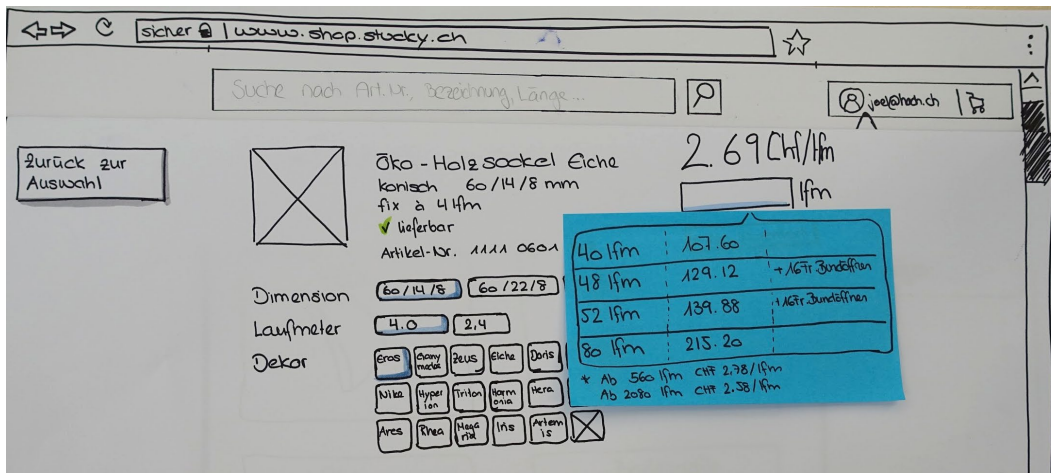 sicher | www.shop.stucky.ch
Suche nach Art.Nr., Bezeichnung, Länge...
joel@hoch.ch
Zurück zur
Auswahl
Öko-Holzsockel Eiche
konisch 60/14/8 mm
fix à 4 lfm
lieferbar
Artikel-Nr. 1111 0601
2.69 Chf/lfm
lfm
40 lfm 107.60
48 lfm 129.12 + 16Fr. Bundöffnen
52 lfm 139.88 + 16Fr. Bundöffnen
80 lfm 215.20
* Ab 560 lfm CHF 2.78/lfm
Ab 2080 lfm CHF 2.58/lfm
Dimension 60/14/8 60/22/8
Laufmeter 4.0 2,4
Dekor Eros Zeus Eiche Doris
Nike Hyperion Triton Harmonia Hera
Ares Rhea Iris Artemis